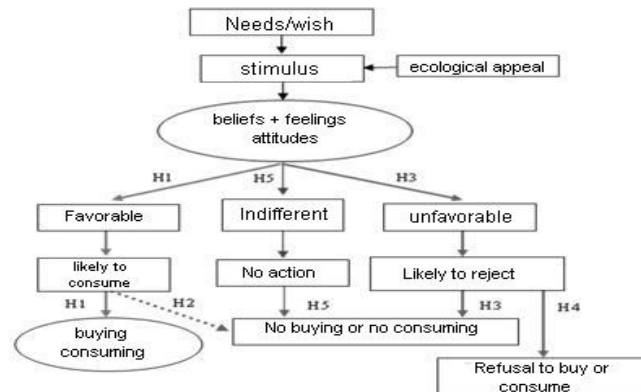 Needs/wish
stimulus
ecological appeal
beliefs + feelings
attitudes
H1
H5
H3
Favorable
Indifferent
unfavorable
likely to
consume
No action
Likely to reject
H1
H2
H5
H3
H4
buying
consuming
No buying or no consuming
Refusal to buy or
consume